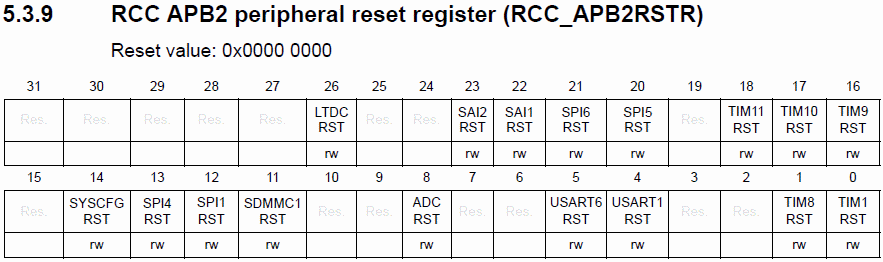 5.3.9 RCC APB2 peripheral reset register (RCC_APB2RSTR)
Reset value: 0x0000 0000
31 30 29 28 27 26 25 24 23 22 21 20 19 18 17 16
Res. Res. Res. Res. Res. LTDC RST Res. Res. SAI2 RST SAI1 RST SPI6 RST SPI5 RST Res. TIM11 RST TIM10 RST TIM9 RST
rw rw rw rw rw rw rw rw
15 14 13 12 11 10 9 8 7 6 5 4 3 2 1 0
Res. SYSCFG RST SPI4 RST SPI1 RST SDMMC1 RST Res. Res. ADC RST Res. Res. USART6 RST USART1 RST Res. Res. TIM8 RST TIM1 RST
rw rw rw rw rw rw rw rw rw